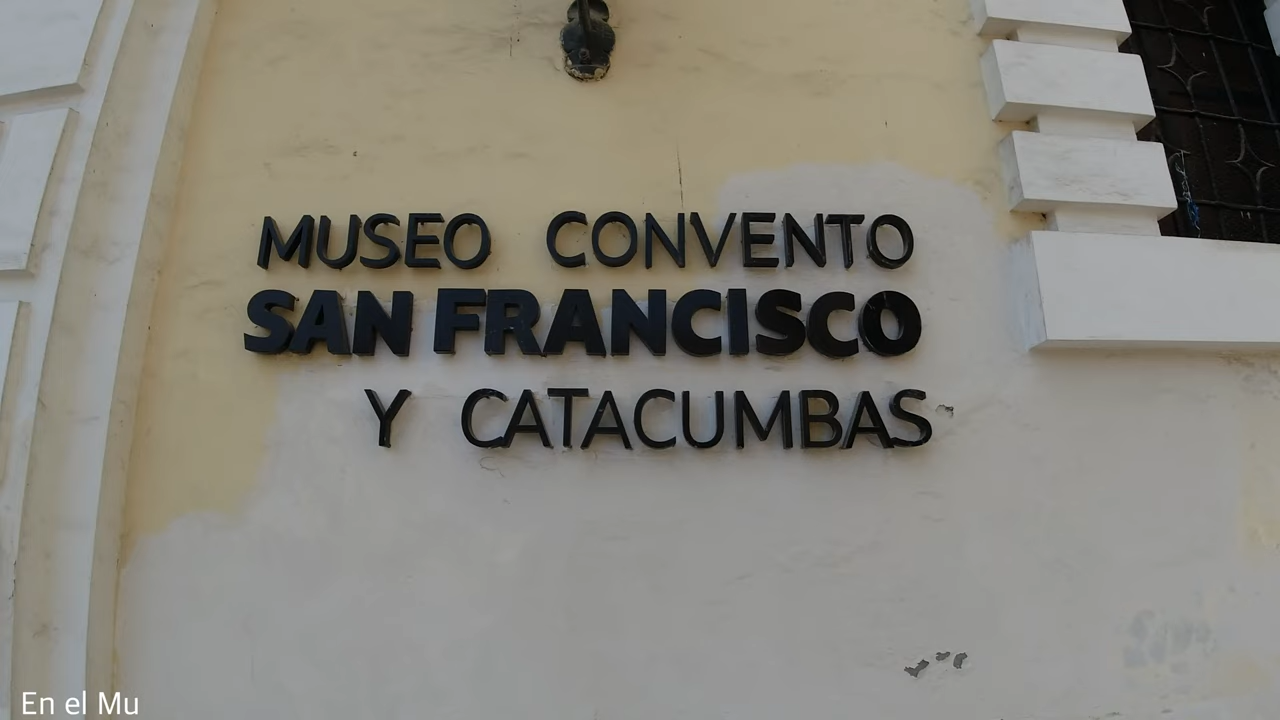 MUSEO CONVENTO
SAN FRANCISCO
Y CATACUMBAS
En el Mu